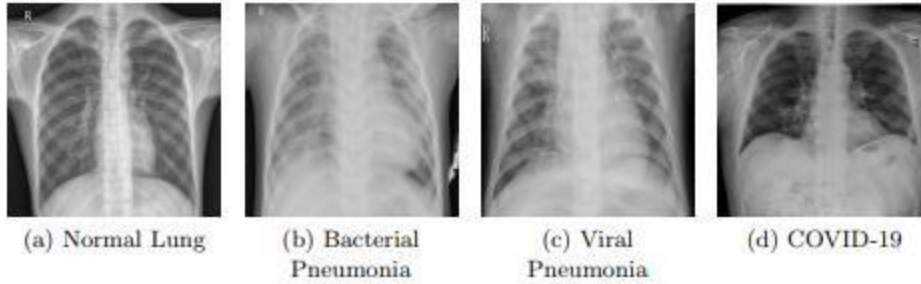 R
(a) Normal Lung
(b) Bacterial
Pneumonia
(c) Viral
Pneumonia
(d) COVID-19